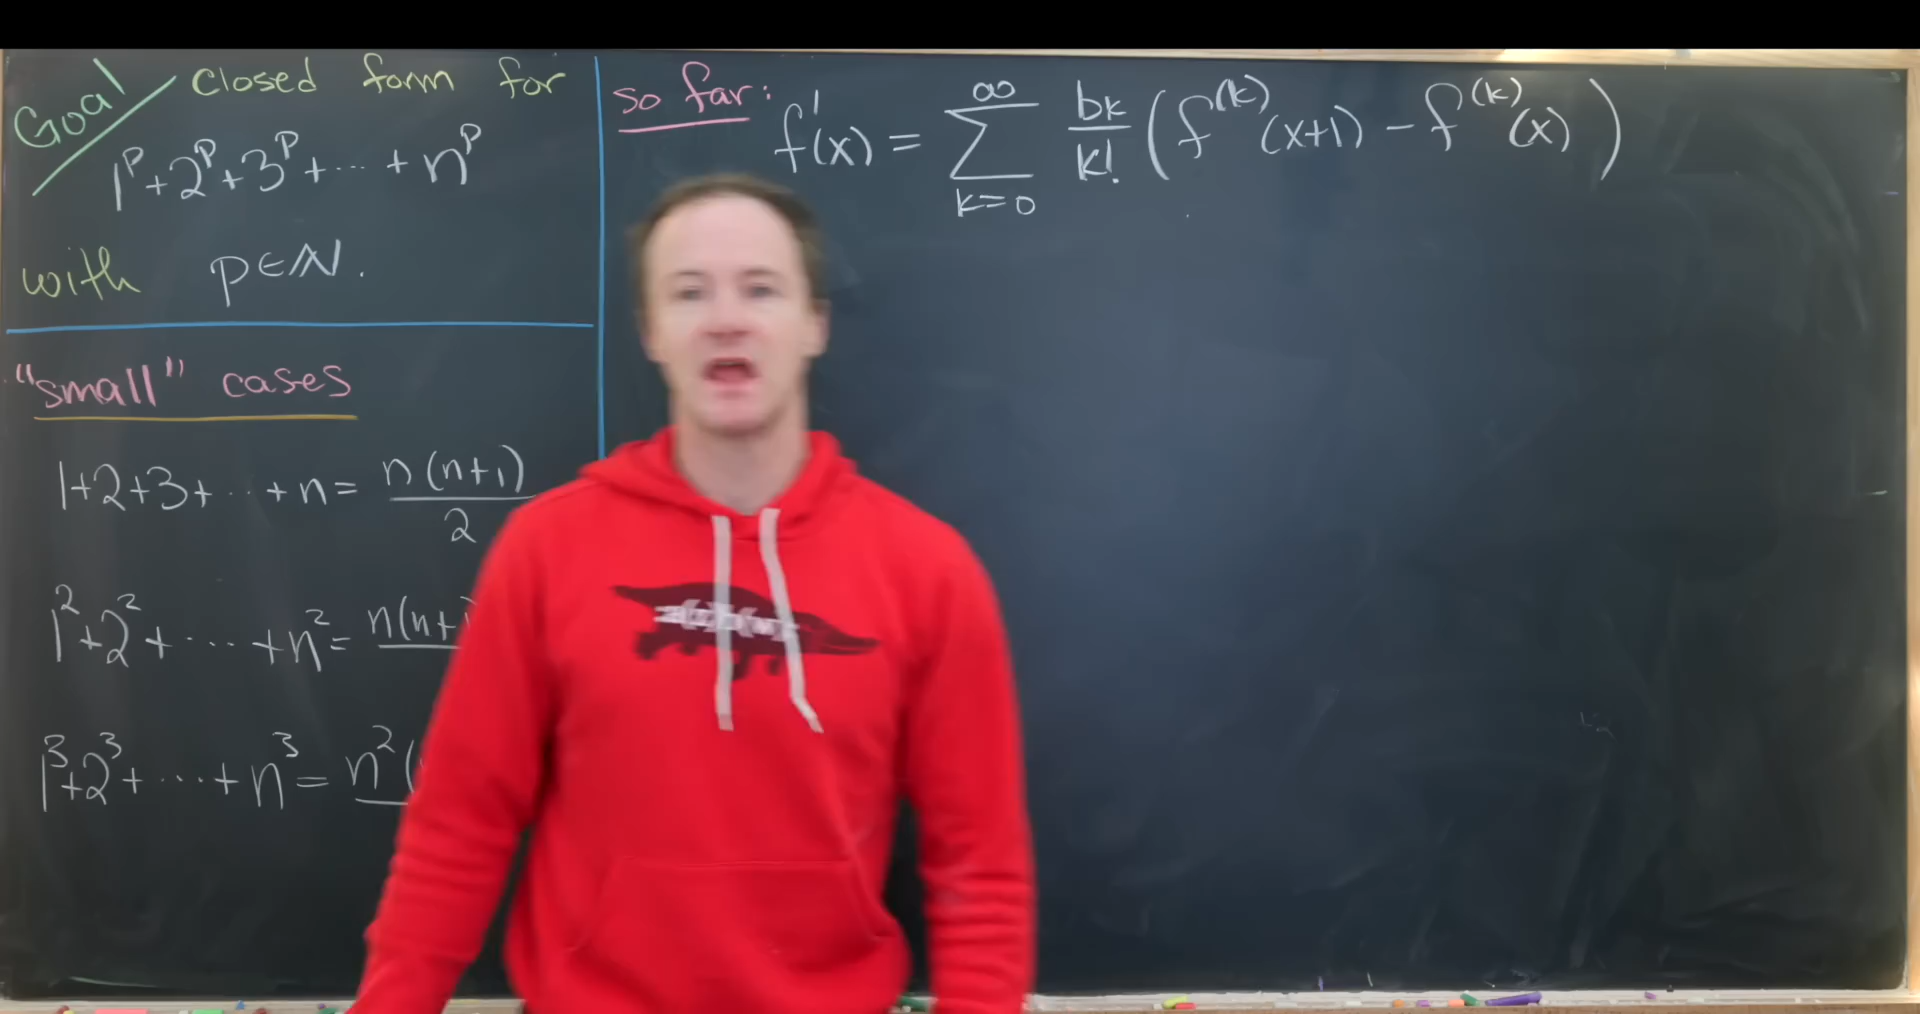 Goal closed form for
1^p+2^p+3^p+ ⋯ +n^p
with p∈ℕ.
"small" cases
1+2+3+ ⋯ +n= n(n+1)/2
1^2+2^2+ ⋯ +n^2= n(n+
1^3+2^3+ ⋯ +n^3= n^2(
so far: f'(x) = ∑_{k=0}^{∞} b_k/k! (f^{(k)}(x+1) − f^{(k)}(x))